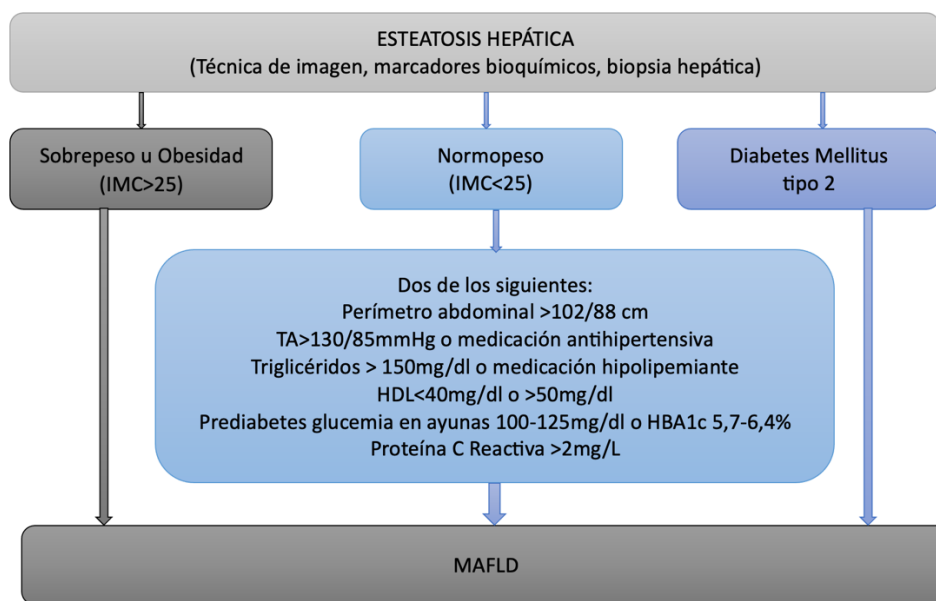 ESTEATOSIS HEPÁTICA
(Técnica de imagen, marcadores bioquímicos, biopsia hepática)
Sobrepeso u Obesidad
(IMC>25)
Normopeso
(IMC<25)
Diabetes Mellitus
tipo 2
Dos de los siguientes:
Perímetro abdominal >102/88 cm
TA>130/85mmHg o medicación antihipertensiva
Triglicéridos > 150mg/dl o medicación hipolipemiante
HDL<40mg/dl o >50mg/dl
Prediabetes glucemia en ayunas 100-125mg/dl o HBA1c 5,7-6,4%
Proteína C Reactiva >2mg/L
MAFLD